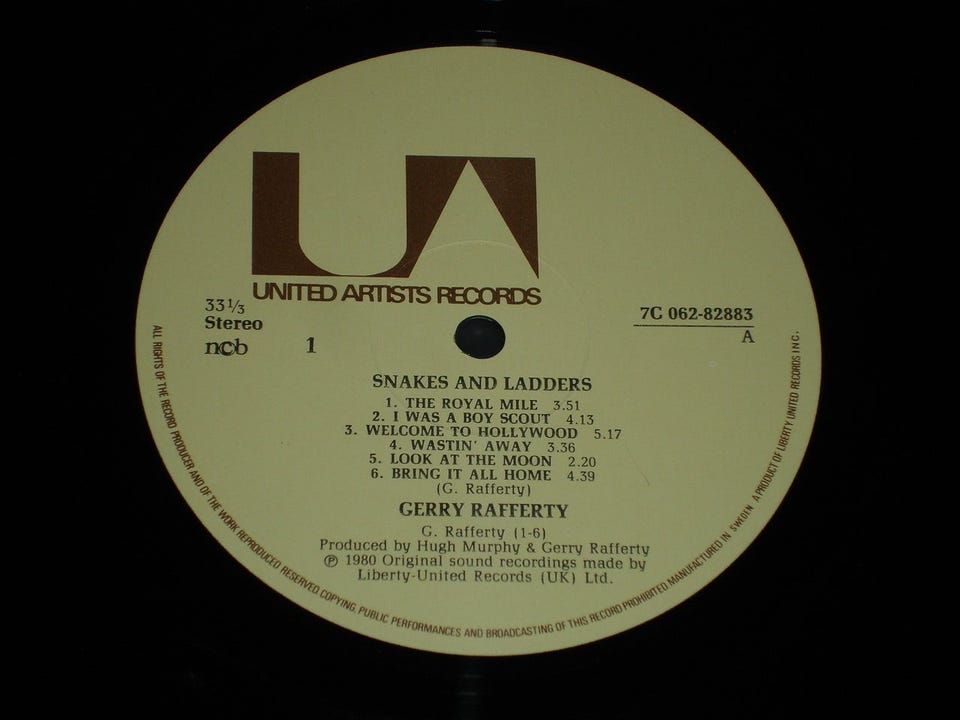 UA
UNITED ARTISTS RECORDS
33 1/3
Stereo
ncb
1
7C 062-82883
A
SNAKES AND LADDERS
1. THE ROYAL MILE 3.51
2. I WAS A BOY SCOUT 4.13
3. WELCOME TO HOLLYWOOD 5.17
4. WASTIN' AWAY 3.36
5. LOOK AT THE MOON 2.20
6. BRING IT ALL HOME 4.39
(G. Rafferty)
GERRY RAFFERTY
G. Rafferty (1-6)
Produced by Hugh Murphy & Gerry Rafferty
℗ 1980 Original sound recordings made by
Liberty-United Records (UK) Ltd.
ALL RIGHTS OF THE RECORD PRODUCER AND OF THE WORK REPRODUCED RESERVED. COPYING, PUBLIC PERFORMANCES AND BROADCASTING OF THIS RECORD PROHIBITED MANUFACTURED IN SWEDEN A PRODUCT OF LIBERTY UNITED RECORDS INC.